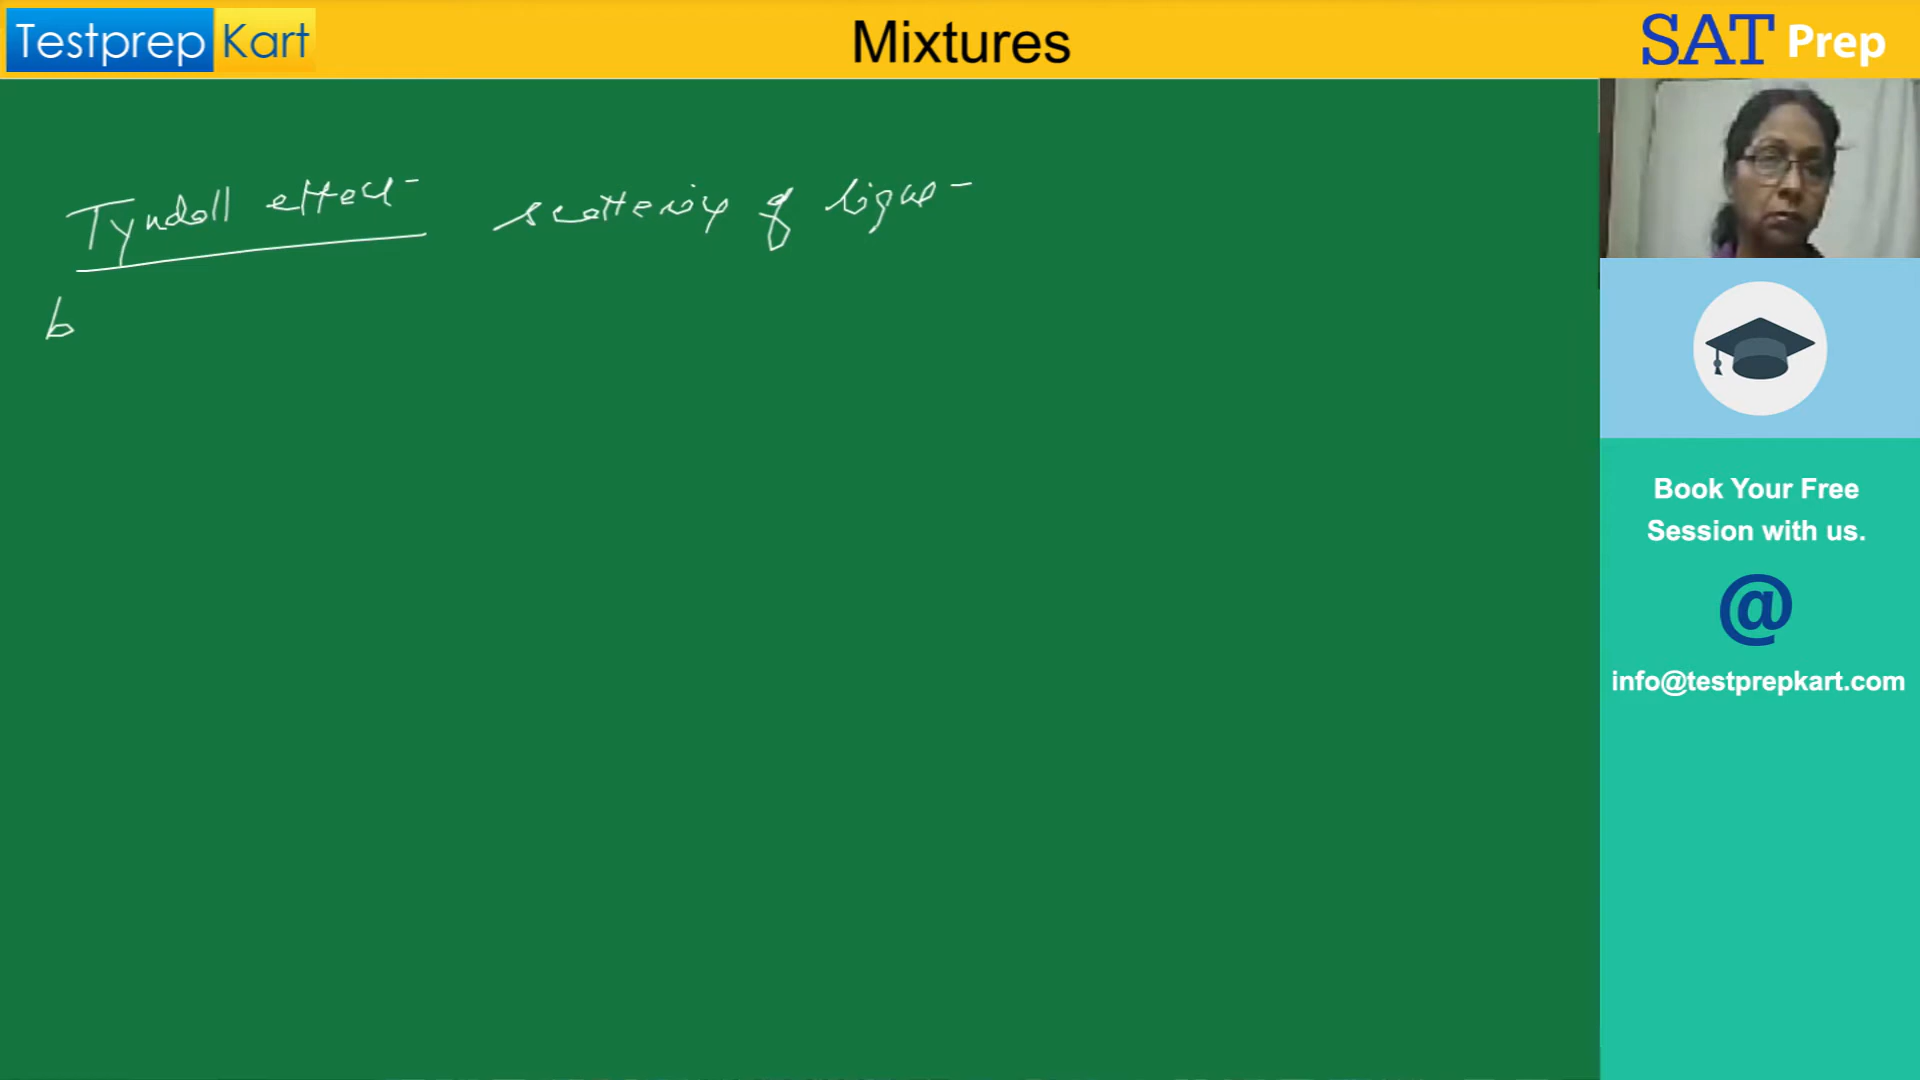 Testprep Kart
Mixtures
SAT Prep
Tyndall effect scattering of light
b
Book Your Free
Session with us.
@
info@testprepkart.com